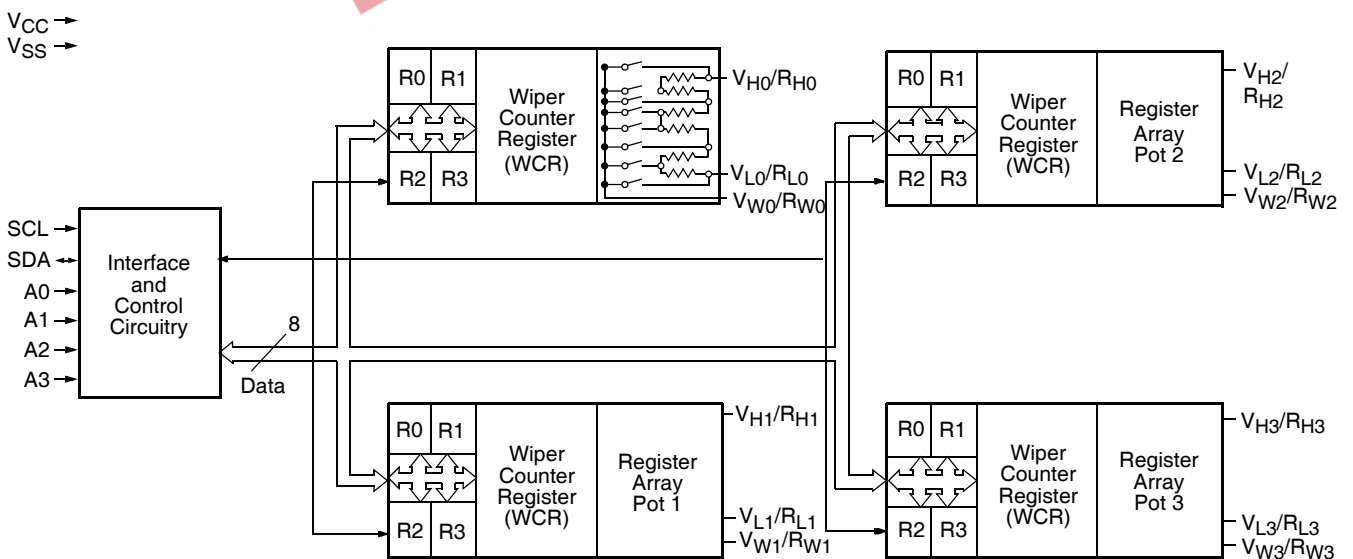 VCC
VSS
R0 R1
Wiper
Counter
Register
(WCR)
R2 R3
VH0/RH0
VL0/RL0
VW0/RW0
R0 R1
Wiper
Counter
Register
(WCR)
R2 R3
Register
Array
Pot 2
VH2/
RH2
VL2/RL2
VW2/RW2
SCL
SDA
A0
A1
A2
A3
Interface
and
Control
Circuitry
8
Data
R0 R1
Wiper
Counter
Register
(WCR)
R2 R3
Register
Array
Pot 1
VH1/RH1
VL1/RL1
VW1/RW1
R0 R1
Wiper
Counter
Register
(WCR)
R2 R3
Register
Array
Pot 3
VH3/RH3
VL3/RL3
VW3/RW3